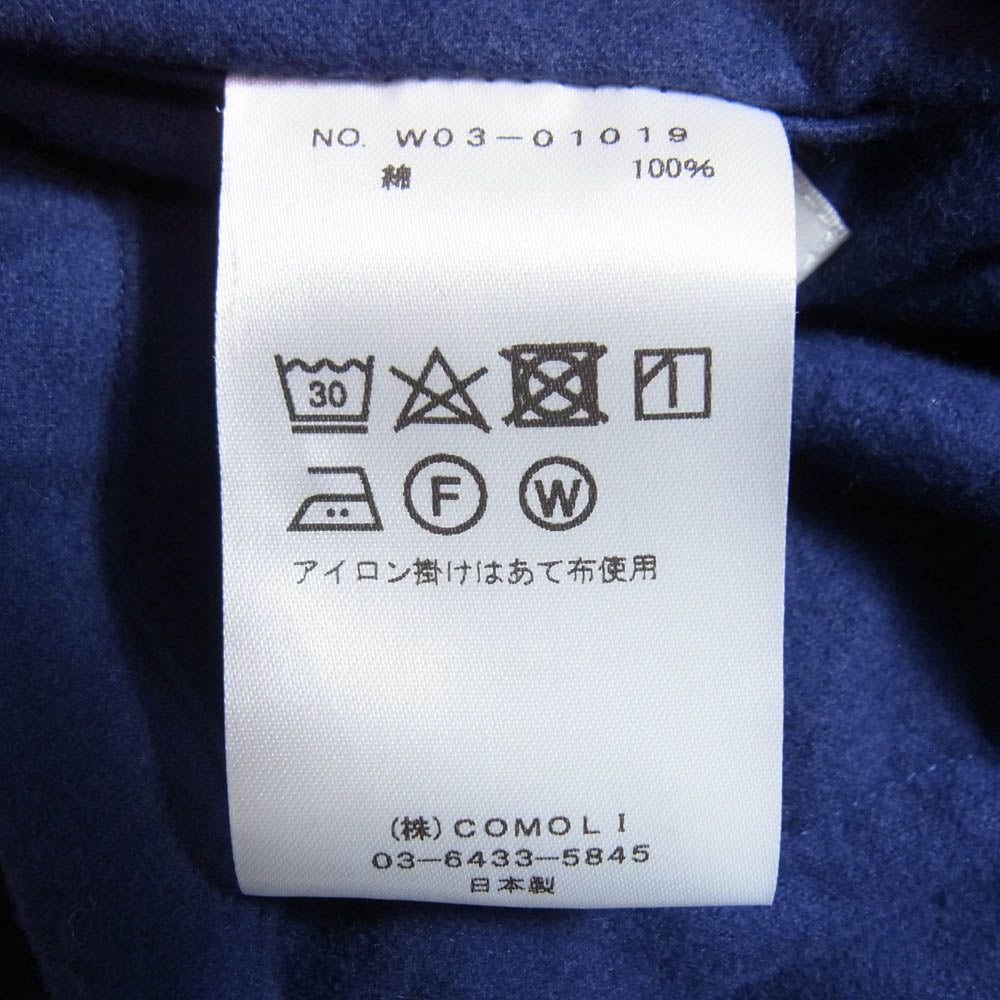 NO. W03-01019
綿 100%
30
F W
アイロン掛けはあて布使用
(株)COMOLI
03-6433-5845
日本製